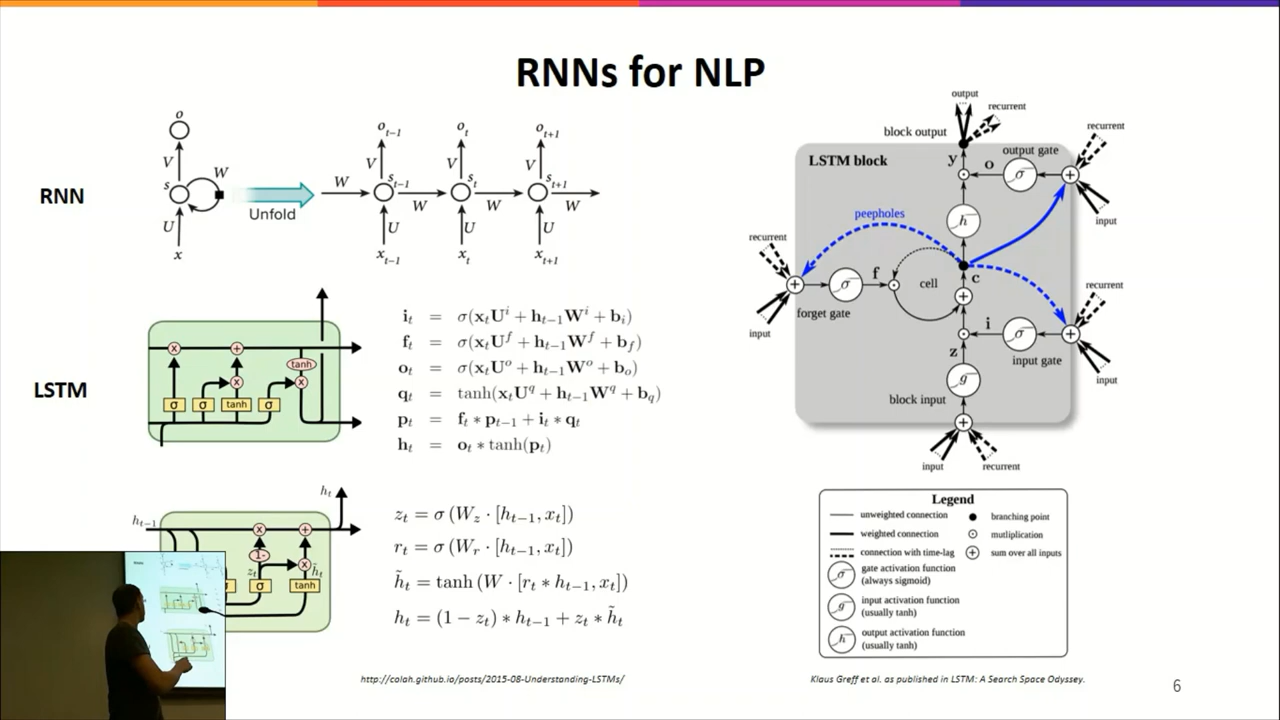 RNNs for NLP
RNN
o
V
W
s
U
x
Unfold
W
o_{t-1}
o_t
o_{t+1}
V
V
V
s_{t-1}
s_t
s_{t+1}
W
W
W
U
U
U
x_{t-1}
x_t
x_{t+1}
LSTM
x
+
tanh
x
x
σ
σ
tanh
σ
i_t = σ(x_tU^i + h_{t−1}W^i + b_i)
f_t = σ(x_tU^f + h_{t−1}W^f + b_f)
o_t = σ(x_tU^o + h_{t−1}W^o + b_o)
q_t = tanh(x_tU^q + h_{t−1}W^q + b_q)
p_t = f_t * p_{t−1} + i_t * q_t
h_t = o_t * tanh(p_t)
h_t
h_{t−1}
x
+
1-
x
z_t
h̃_t
σ
tanh
z_t = σ (W_z · [h_{t−1}, x_t])
r_t = σ (W_r · [h_{t−1}, x_t])
h̃_t = tanh (W · [r_t * h_{t−1}, x_t])
h_t = (1 − z_t) * h_{t−1} + z_t * h̃_t
http://colah.github.io/posts/2015-08-Understanding-LSTMs/
output
recurrent
block output
LSTM block
y
o
output gate
σ
+
recurrent
input
h
peepholes
recurrent
+
σ
f
cell
c
forget gate
input
+
i
σ
+
recurrent
input gate
input
z
g
block input
+
input
recurrent
Legend
unweighted connection
weighted connection
connection with time-lag
branching point
mutliplication
sum over all inputs
σ
gate activation function
(always sigmoid)
g
input activation function
(usually tanh)
h
output activation function
(usually tanh)
Klaus Greff et al. as published in LSTM: A Search Space Odyssey.
6